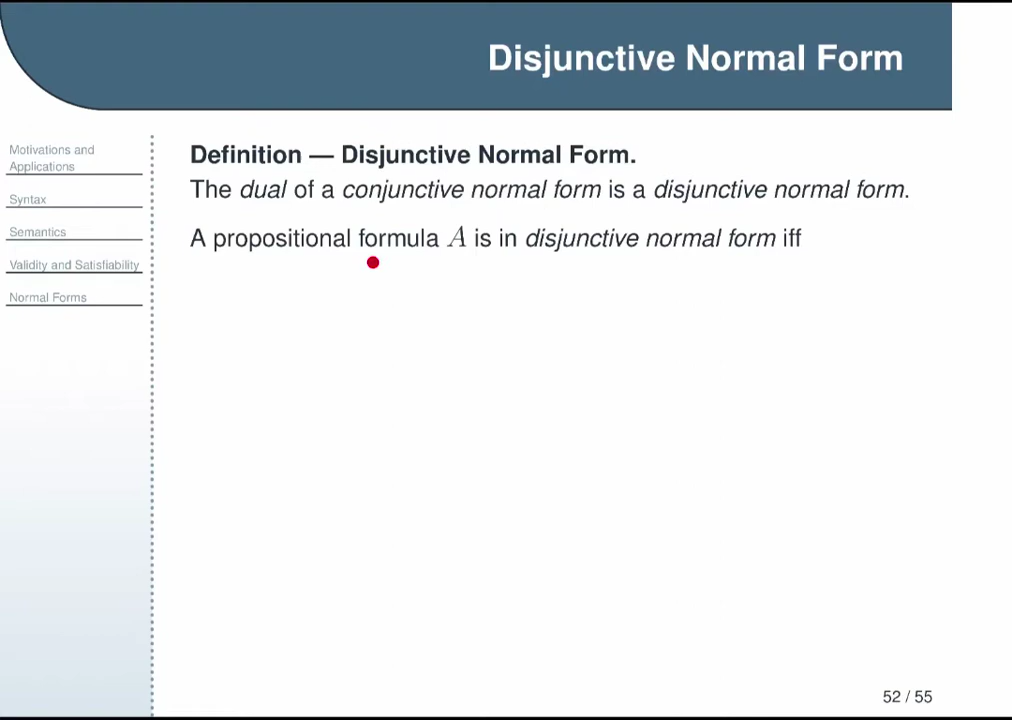 Disjunctive Normal Form
Motivations and
Applications
Syntax
Semantics
Validity and Satisfiability
Normal Forms
Definition — Disjunctive Normal Form.
The dual of a conjunctive normal form is a disjunctive normal form.
A propositional formula A is in disjunctive normal form iff
52 / 55